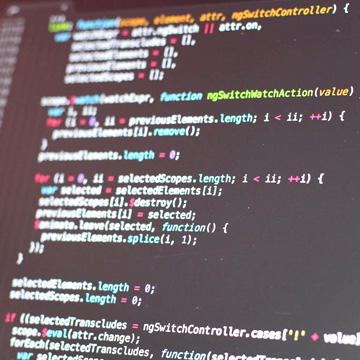 link: function(scope, element, attr, ngSwitchController) {
var watchExpr = attr.ngSwitch || attr.on,
selectedTranscludes = [],
selectedElements = [],
previousElements = [],
selectedScopes = [];
scope.$watch(watchExpr, function ngSwitchWatchAction(value)
var i, ii;
for (i = 0, ii = previousElements.length; i < ii; ++i) {
previousElements[i].remove();
}
previousElements.length = 0;
for (i = 0, ii = selectedScopes.length; i < ii; ++i) {
var selected = selectedElements[i];
selectedScopes[i].$destroy();
previousElements[i] = selected;
$animate.leave(selected, function() {
previousElements.splice(i, 1);
});
}
selectedElements.length = 0;
selectedScopes.length = 0;
if ((selectedTranscludes = ngSwitchController.cases['!' + value
scope.$eval(attr.change);
forEach(selectedTranscludes, function(
var